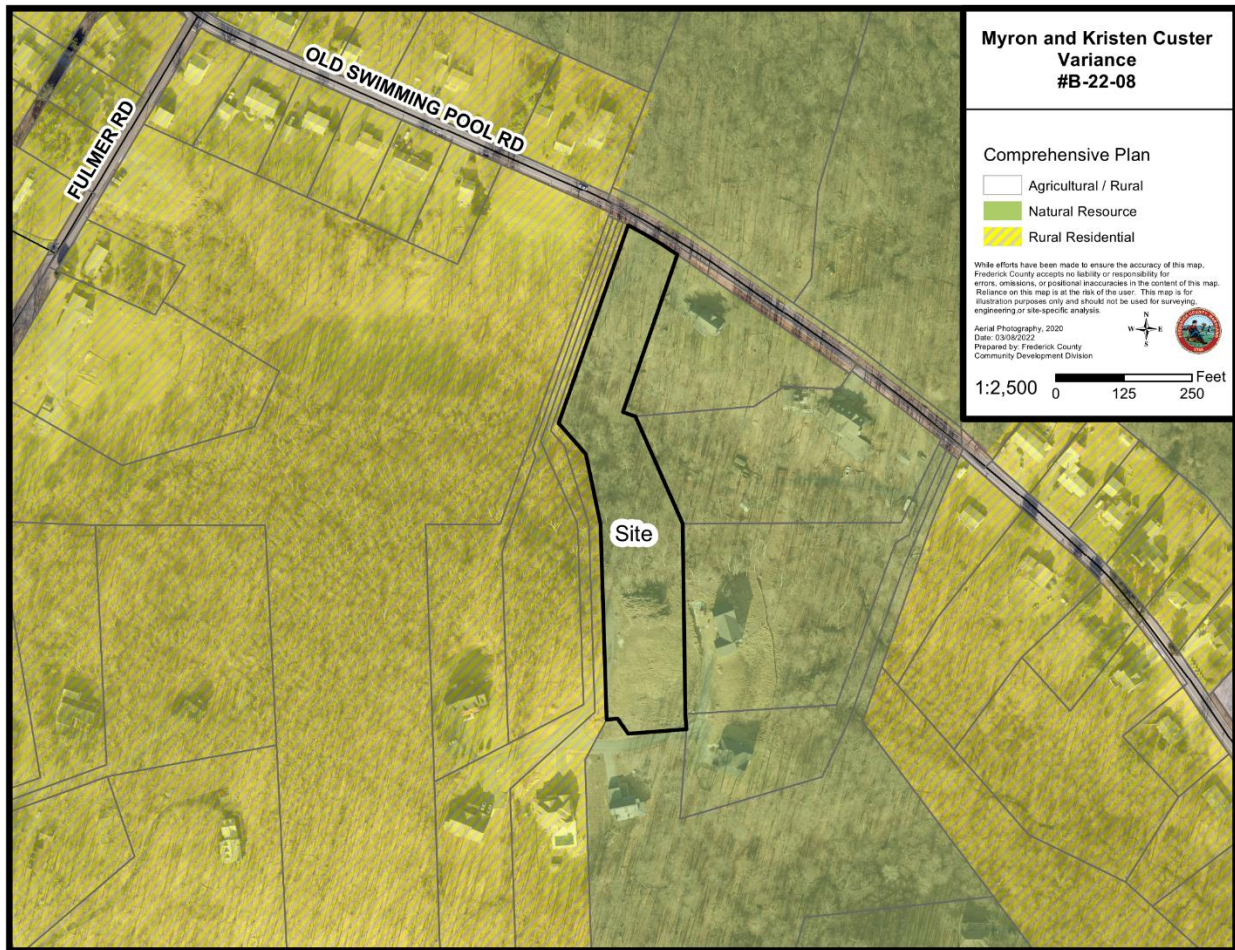 Myron and Kristen Custer
Variance
#B-22-08
Comprehensive Plan
Agricultural / Rural
Natural Resource
Rural Residential
While efforts have been made to ensure the accuracy of this map,
Frederick County accepts no liability or responsibility for
errors, omissions, or positional inaccuracies in the content of this map.
Reliance on this map is at the risk of the user. This map is for
illustration purposes only and should not be used for surveying,
engineering,or site-specific analysis.
Aerial Photography, 2020
Date: 03/08/2022
Prepared by: Frederick County
Community Development Division
N
W E
S
1:2,500
Feet
0 125 250
OLD SWIMMING POOL RD
FULMER RD
Site